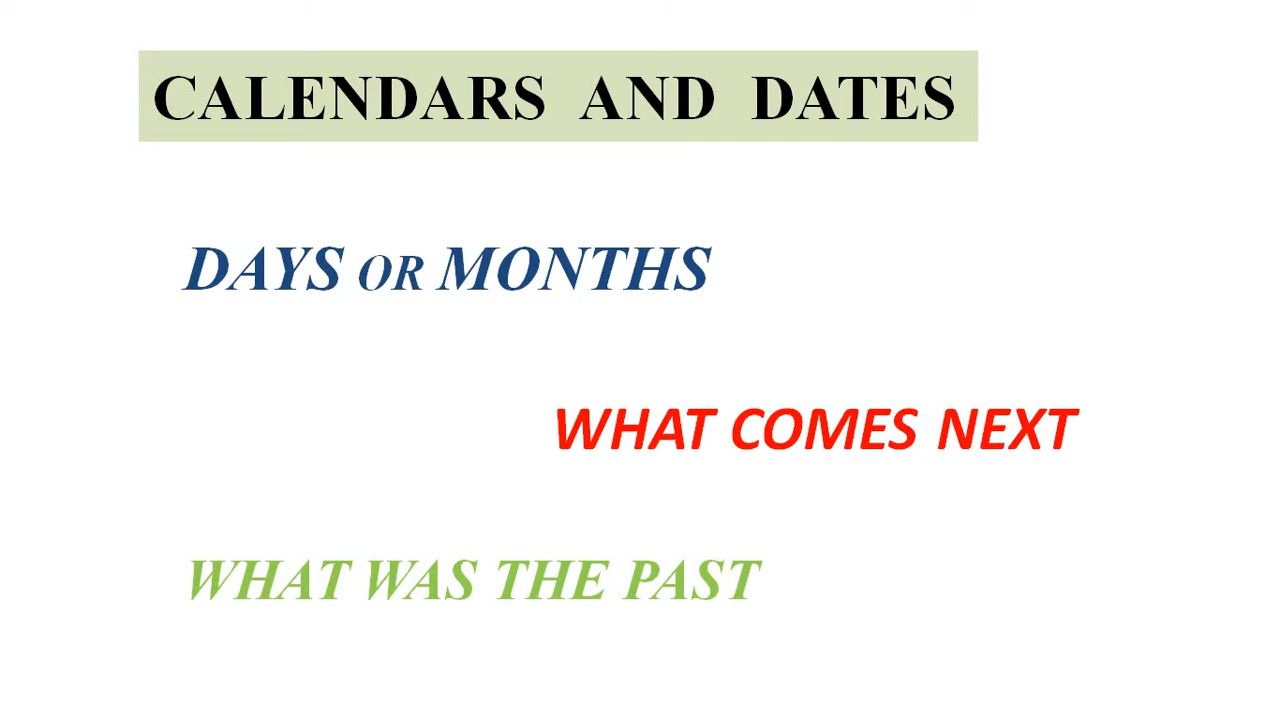 CALENDARS AND DATES
DAYS OR MONTHS
WHAT COMES NEXT
WHAT WAS THE PAST